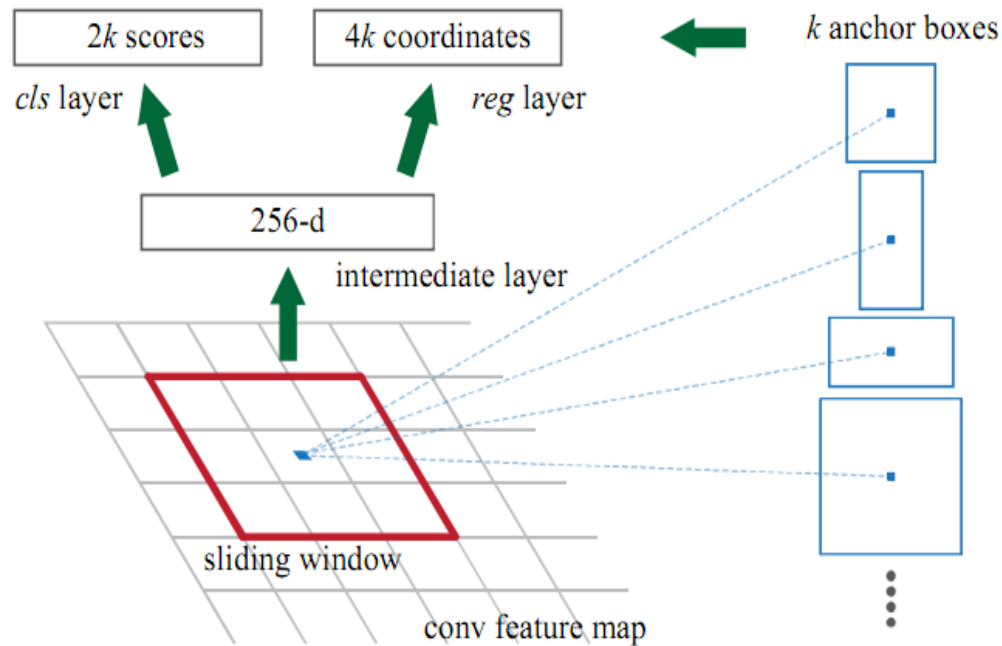 2k scores
4k coordinates
k anchor boxes
cls layer
reg layer
256-d
intermediate layer
sliding window
conv feature map